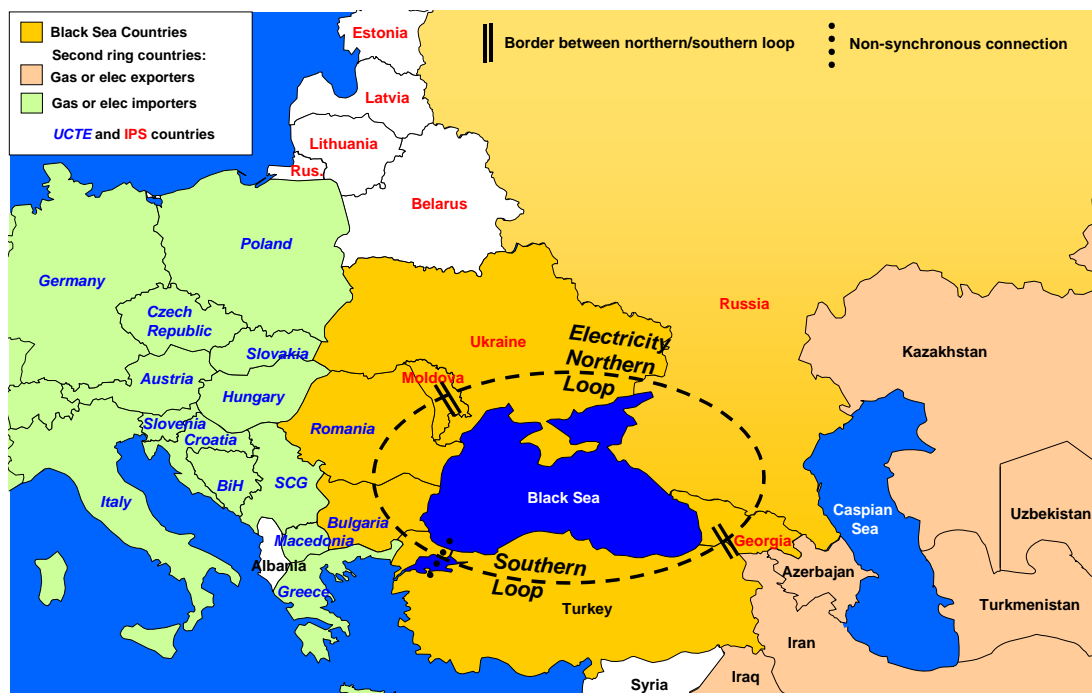 Black Sea Countries
Second ring countries:
Gas or elec exporters
Gas or elec importers
UCTE and IPS countries
Border between northern/southern loop
Non-synchronous connection
Estonia
Latvia
Lithuania
Rus.
Belarus
Poland
Germany
Czech
Republic
Slovakia
Austria
Hungary
Slovenia
Croatia
BiH
SCG
Italy
Macedonia
Albania
Greece
Romania
Bulgaria
Moldova
Ukraine
Russia
Electricity
Northern
Loop
Black Sea
Southern
Loop
Turkey
Georgia
Azerbajan
Syria
Iraq
Iran
Caspian
Sea
Kazakhstan
Uzbekistan
Turkmenistan